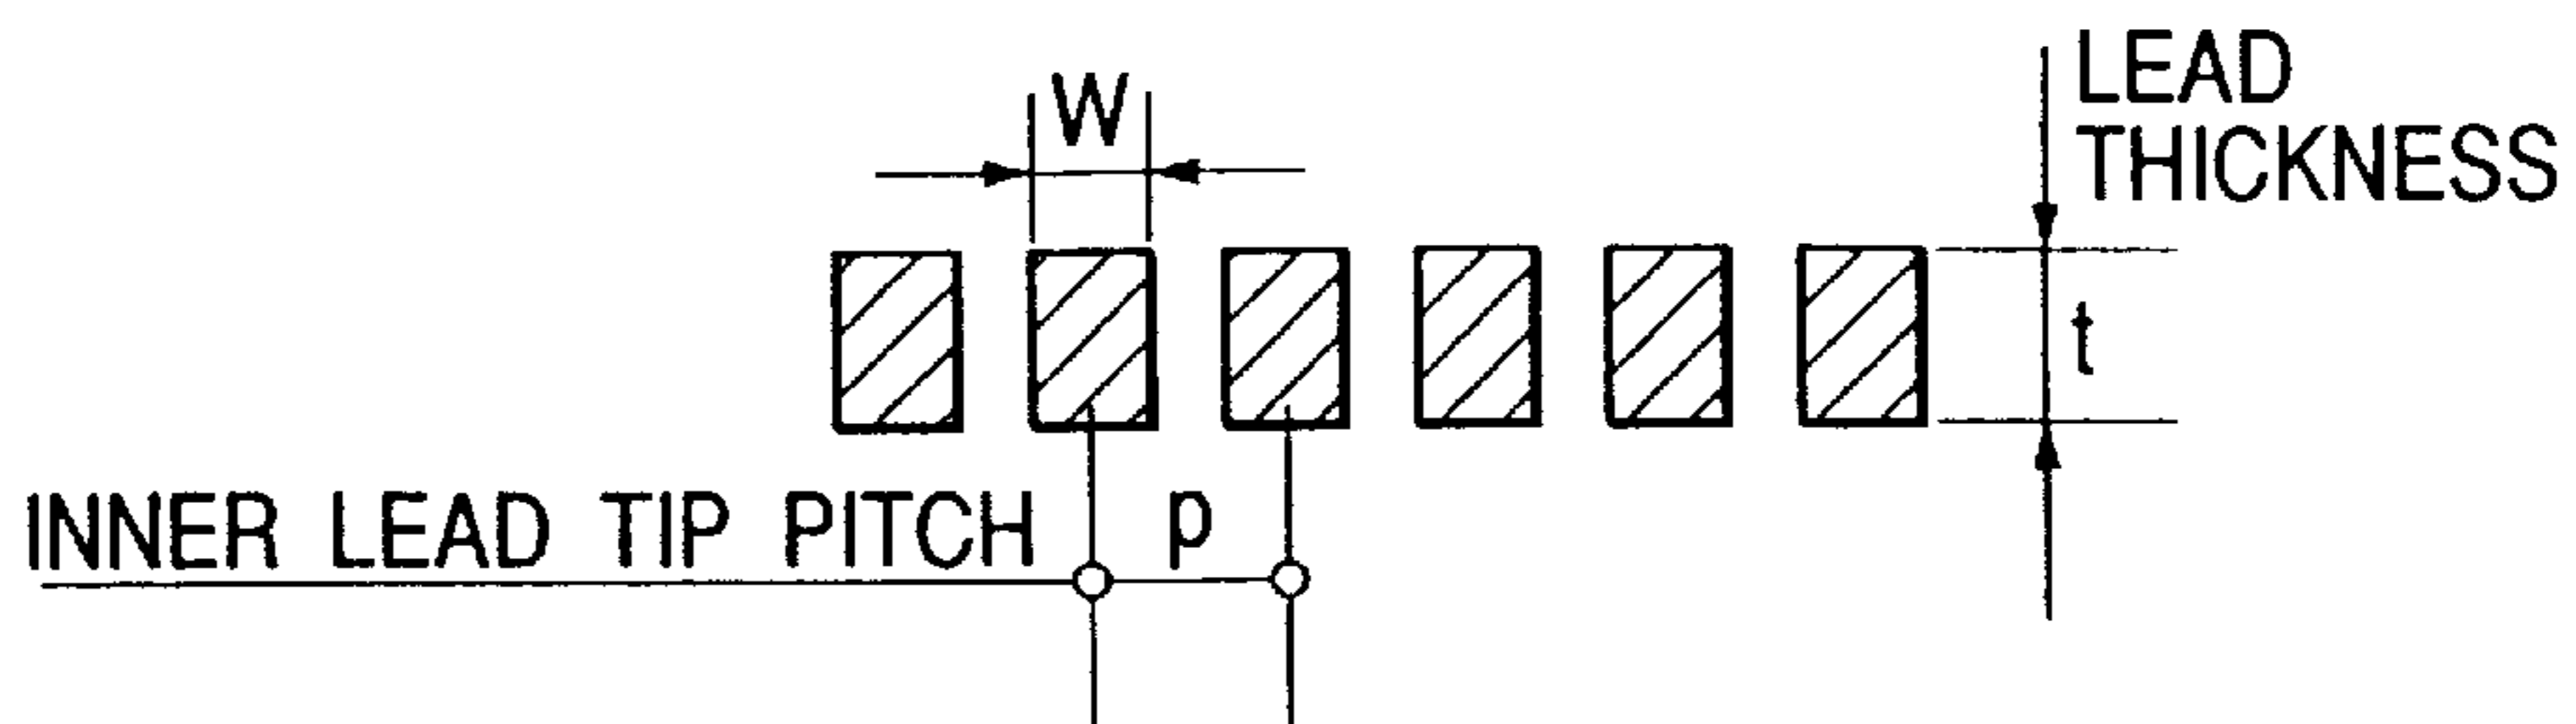 W
LEAD
THICKNESS
t
INNER LEAD TIP PITCH p